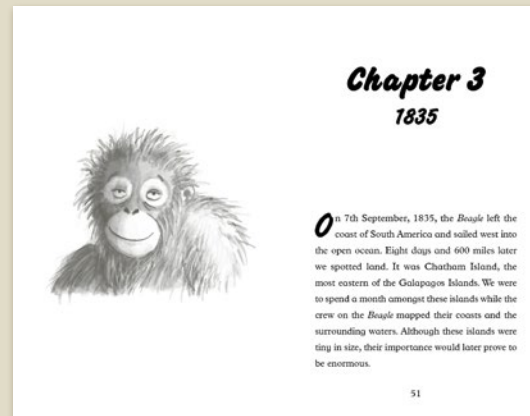 Chapter 3
1835
On 7th September, 1835, the Beagle left the
coast of South America and sailed west into
the open ocean. Eight days and 600 miles later
we spotted land. It was Chatham Island, the
most eastern of the Galapagos Islands. We were
to spend a month amongst these islands while the
crew on the Beagle mapped their coasts and the
surrounding waters. Although these islands were
tiny in size, their importance would later prove to
be enormous.
51